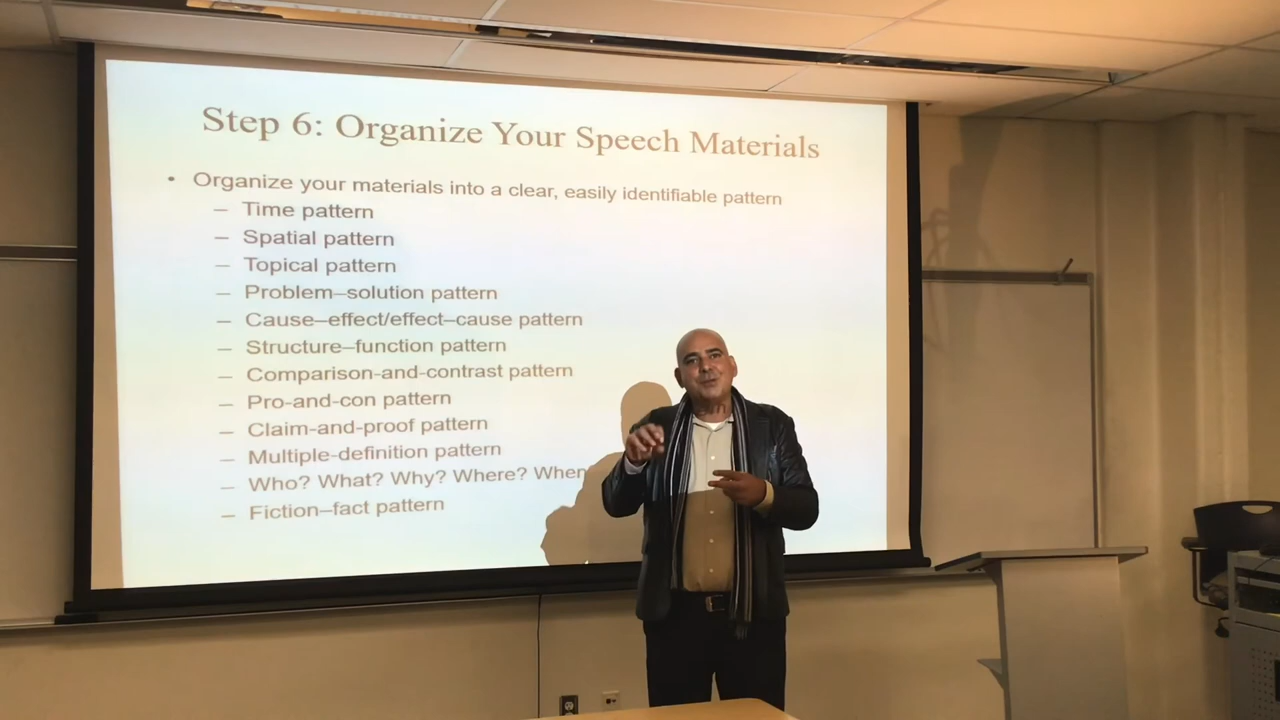 Step 6: Organize Your Speech Materials
• Organize your materials into a clear, easily identifiable pattern
– Time pattern
– Spatial pattern
– Topical pattern
– Problem–solution pattern
– Cause–effect/effect–cause pattern
– Structure–function pattern
– Comparison-and-contrast pattern
– Pro-and-con pattern
– Claim-and-proof pattern
– Multiple-definition pattern
– Who? What? Why? Where? When
– Fiction–fact pattern